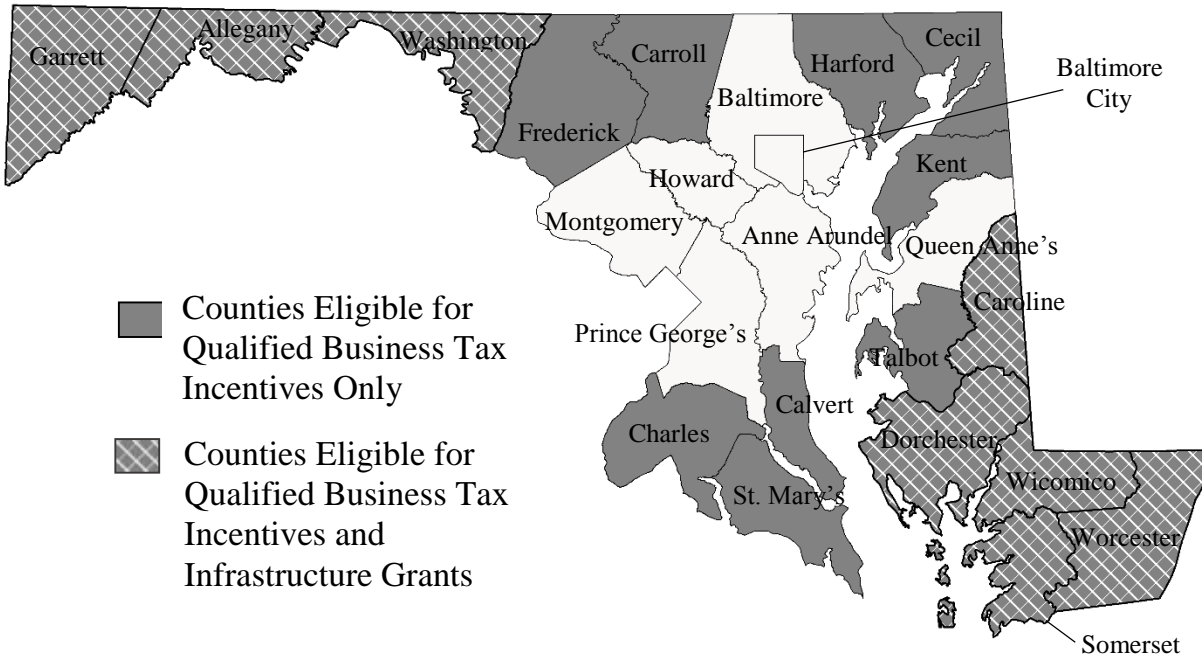 Garrett
Allegany
Washington
Carroll
Harford
Cecil
Baltimore
City
Baltimore
Frederick
Kent
Howard
Montgomery
Anne Arundel
Queen Anne’s
Caroline
Prince George’s
Talbot
Calvert
Charles
Dorchester
St. Mary’s
Wicomico
Worcester
Somerset
Counties Eligible for
Qualified Business Tax
Incentives Only
Counties Eligible for
Qualified Business Tax
Incentives and
Infrastructure Grants